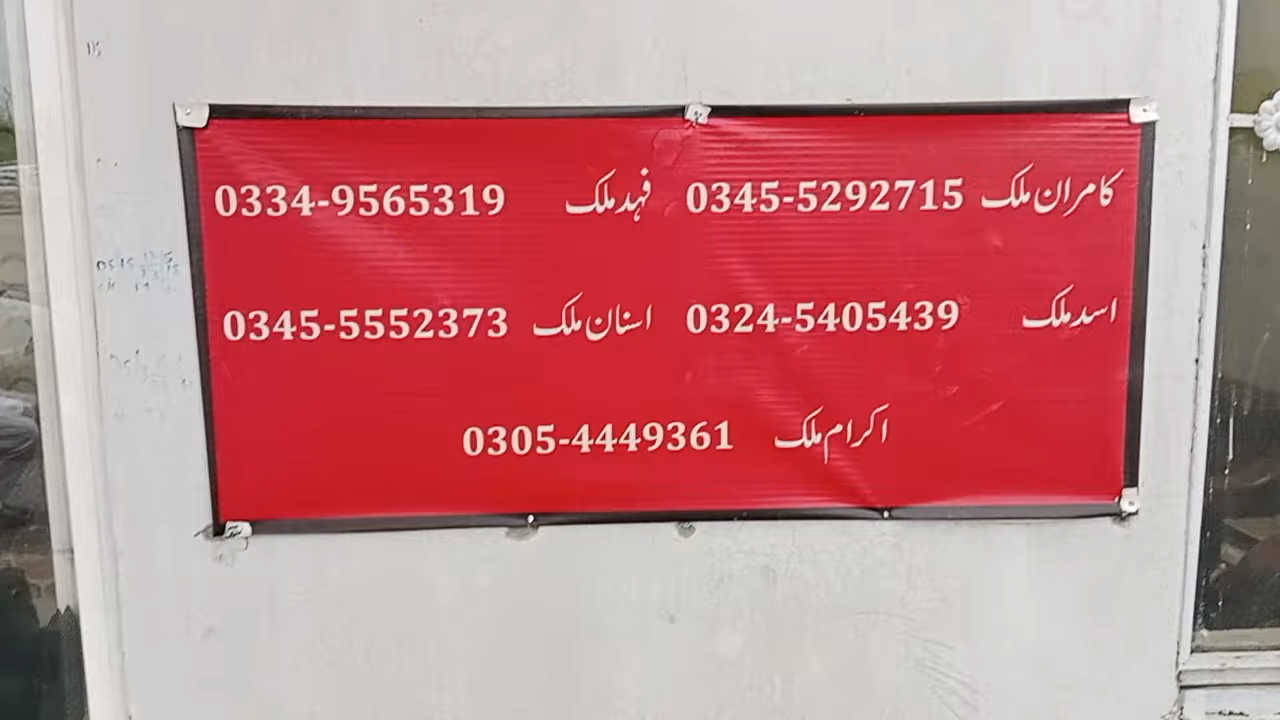 کامران ملک 0345-5292715 فہد ملک 0334-9565319
اسد ملک 0324-5405439 اسنان ملک 0345-5552373
اکرام ملک 0305-4449361